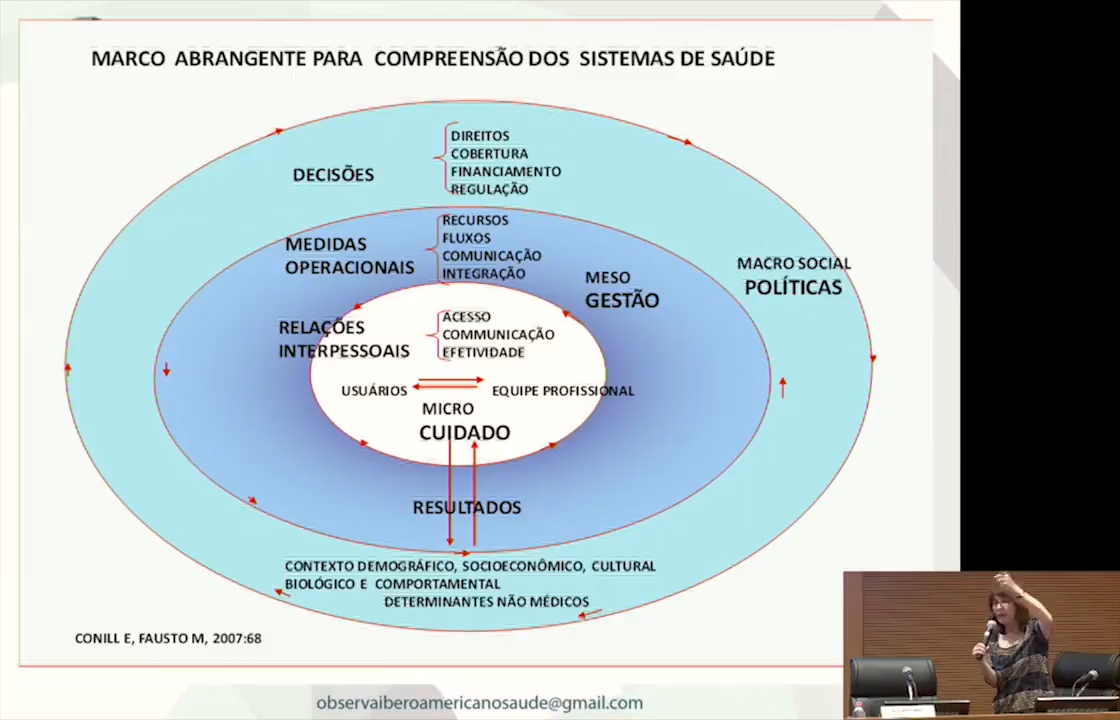 MARCO ABRANGENTE PARA COMPREENSÃO DOS SISTEMAS DE SAÚDE
DECISÕES
DIREITOS
COBERTURA
FINANCIAMENTO
REGULAÇÃO
MEDIDAS
OPERACIONAIS
RECURSOS
FLUXOS
COMUNICAÇÃO
INTEGRAÇÃO
MESO
GESTÃO
MACRO SOCIAL
POLÍTICAS
RELAÇÕES
INTERPESSOAIS
ACESSO
COMMUNICAÇÃO
EFETIVIDADE
USUÁRIOS
EQUIPE PROFISSIONAL
MICRO
CUIDADO
RESULTADOS
CONTEXTO DEMOGRÁFICO, SOCIOECONÔMICO, CULTURAL
BIOLÓGICO E COMPORTAMENTAL
DETERMINANTES NÃO MÉDICOS
CONILL E, FAUSTO M, 2007:68
observaiberoamericanosaude@gmail.com